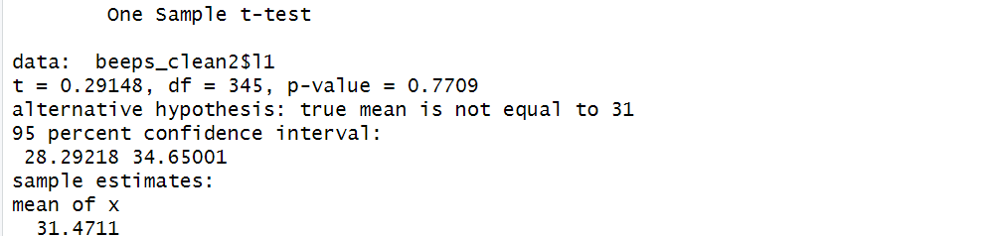 One Sample t-test
data: beeps_clean2$l1
t = 0.29148, df = 345, p-value = 0.7709
alternative hypothesis: true mean is not equal to 31
95 percent confidence interval:
28.29218 34.65001
sample estimates:
mean of x
31.4711